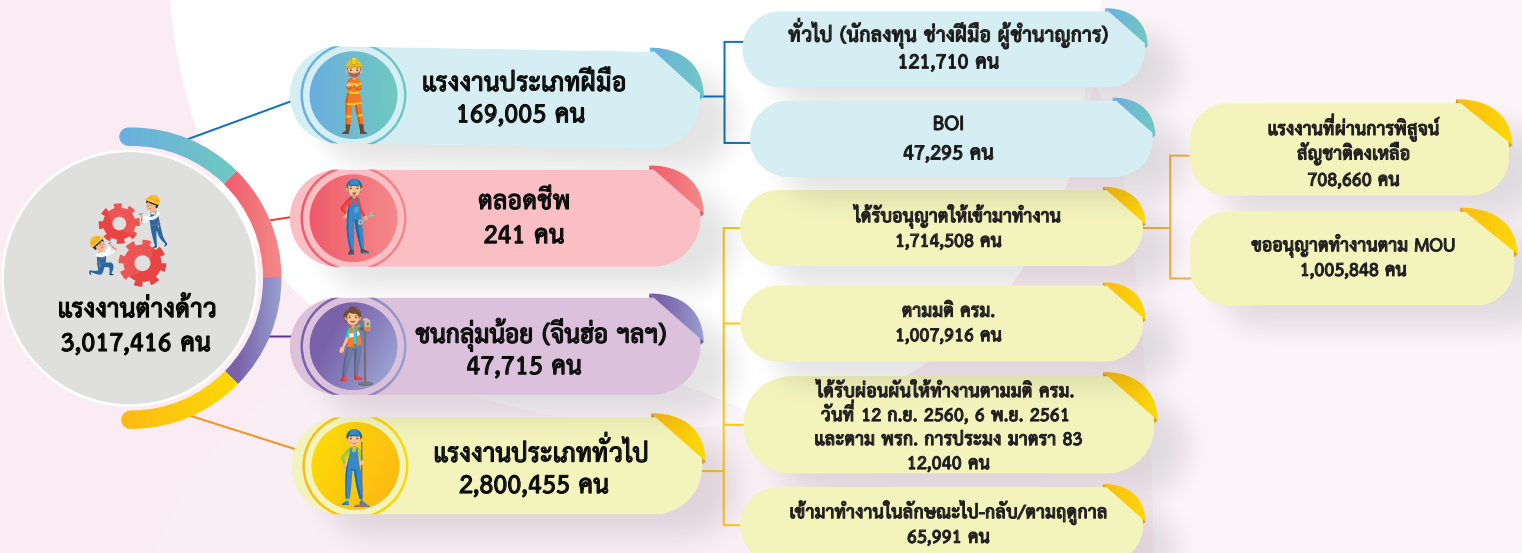 แรงงานต่างด้าว
3,017,416 คน
แรงงานประเภทฝีมือ
169,005 คน
ทั่วไป (นักลงทุน ช่างฝีมือ ผู้ชำนาญการ)
121,710 คน
BOI
47,295 คน
ตลอดชีพ
241 คน
ชนกลุ่มน้อย (จีนฮ่อ ฯลฯ)
47,715 คน
แรงงานประเภททั่วไป
2,800,455 คน
ได้รับอนุญาตให้เข้ามาทำงาน
1,714,508 คน
แรงงานที่ผ่านการพิสูจน์
สัญชาติคงเหลือ
708,660 คน
ขออนุญาตทำงานตาม MOU
1,005,848 คน
ตามมติ ครม.
1,007,916 คน
ได้รับผ่อนผันให้ทำงานตามมติ ครม.
วันที่ 12 ก.ย. 2560, 6 พ.ย. 2561
และตาม พรก. การประมง มาตรา 83
12,040 คน
เข้ามาทำงานในลักษณะไป-กลับ/ตามฤดูกาล
65,991 คน